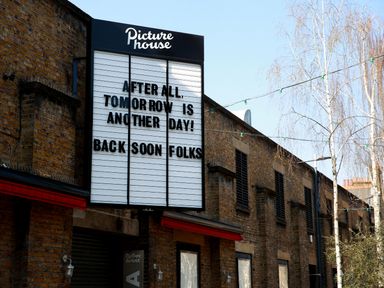 Picture
house
AFTER ALL,
TOMORROW IS
ANOTHER DAY!
BACK SOON FOLKS